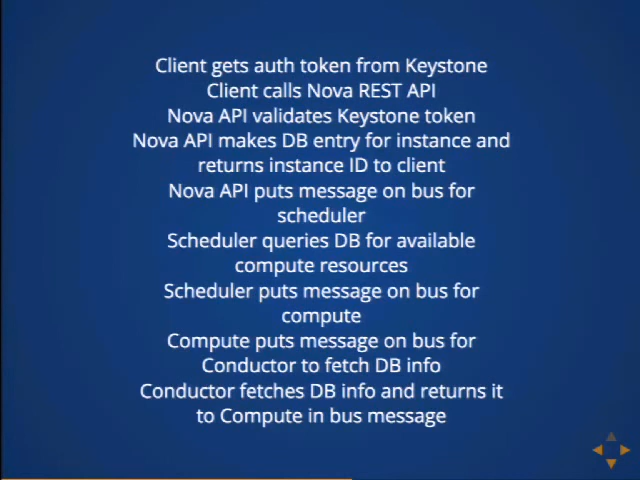 Client gets auth token from Keystone
Client calls Nova REST API
Nova API validates Keystone token
Nova API makes DB entry for instance and
returns instance ID to client
Nova API puts message on bus for
scheduler
Scheduler queries DB for available
compute resources
Scheduler puts message on bus for
compute
Compute puts message on bus for
Conductor to fetch DB info
Conductor fetches DB info and returns it
to Compute in bus message